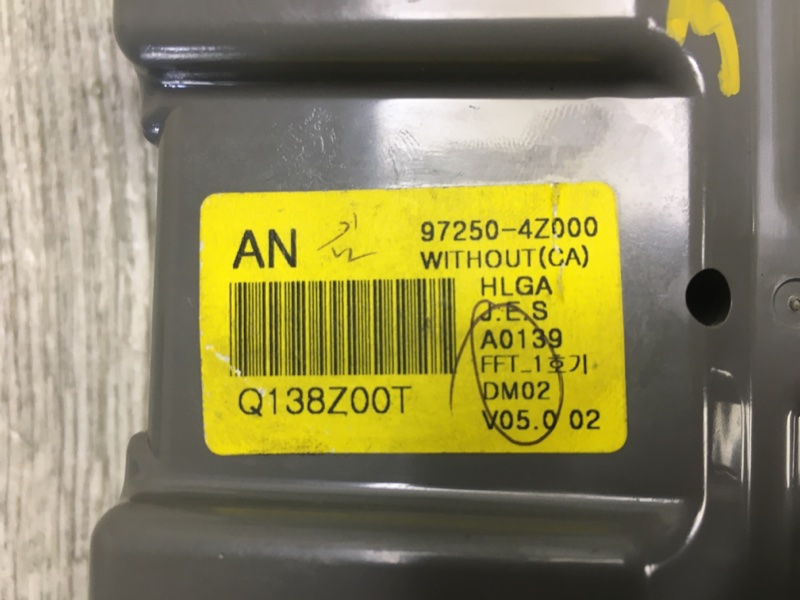 AN
97250-4Z000
WITHOUT(CA)
HLGA
J.E.S
A0139
FFT_1호기
DM02
V05.0 02
Q138Z00T